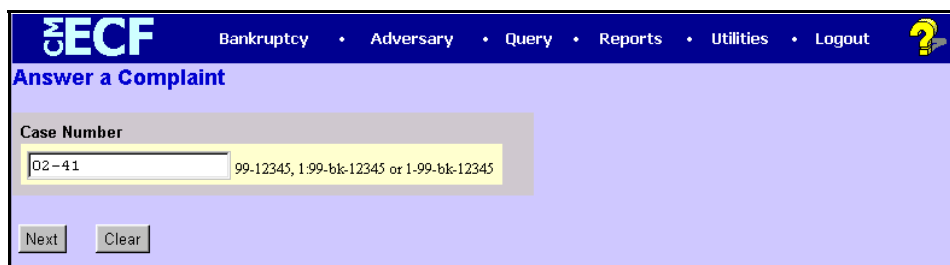 CM ECF Bankruptcy • Adversary • Query • Reports • Utilities • Logout ?
Answer a Complaint
Case Number
02-41 99-12345, 1:99-bk-12345 or 1-99-bk-12345
Next Clear